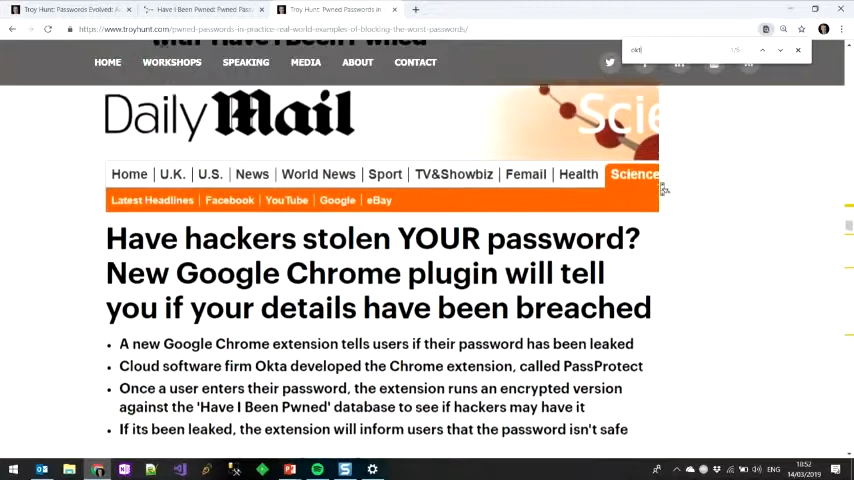 Troy Hunt: Passwords Evolved: A
Have I Been Pwned: Pwned Pass
Troy Hunt: Pwned Passwords in
https://www.troyhunt.com/pwned-passwords-in-practice-real-world-examples-of-blocking-the-worst-passwords/
okt
1/6
HOME WORKSHOPS SPEAKING MEDIA ABOUT CONTACT
Daily Mail
Scie
Home U.K. U.S. News World News Sport TV&Showbiz Femail Health Science
Latest Headlines Facebook YouTube Google eBay
Have hackers stolen YOUR password?
New Google Chrome plugin will tell
you if your details have been breached
• A new Google Chrome extension tells users if their password has been leaked
• Cloud software firm Okta developed the Chrome extension, called PassProtect
• Once a user enters their password, the extension runs an encrypted version
against the 'Have I Been Pwned' database to see if hackers may have it
• If its been leaked, the extension will inform users that the password isn't safe
ENG
18:52
14/03/2019